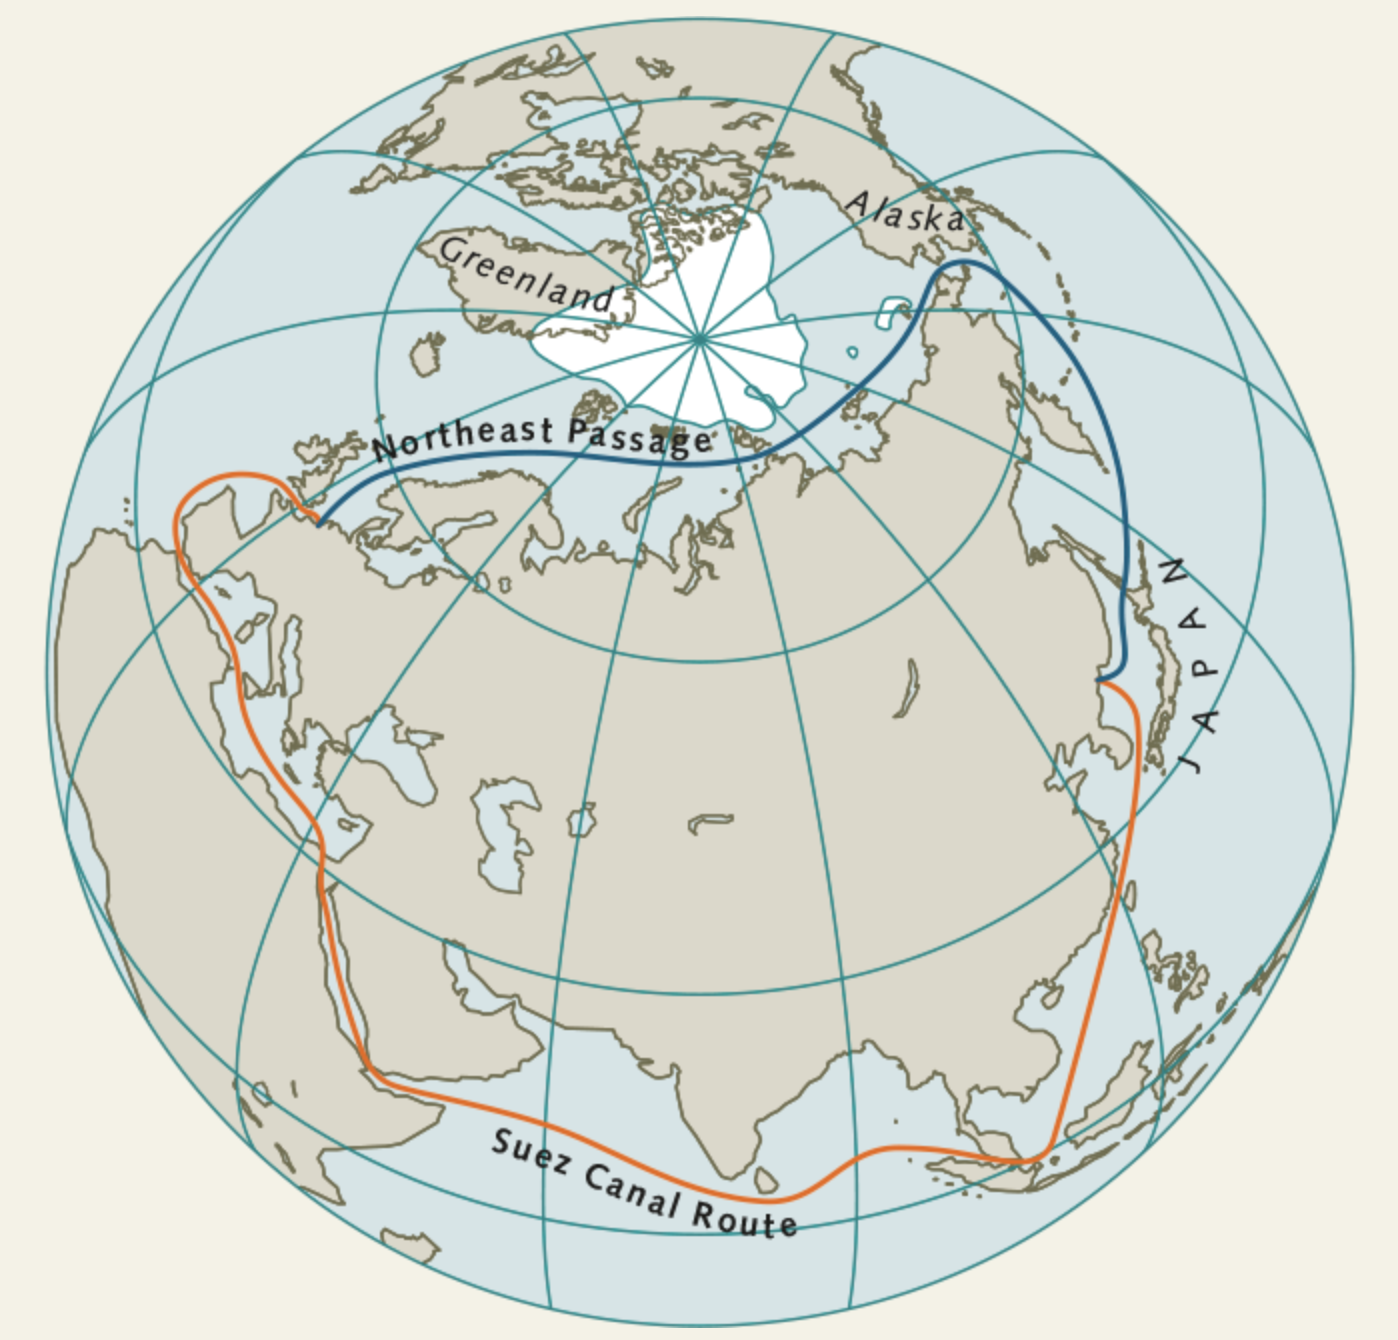 Alaska
Greenland
Northeast Passage
JAPAN
Suez Canal Route